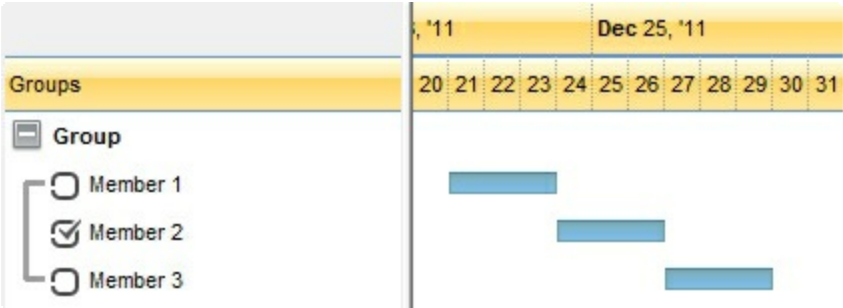 , '11 Dec 25, '11
Groups 20 21 22 23 24 25 26 27 28 29 30 31
Group
Member 1
Member 2
Member 3